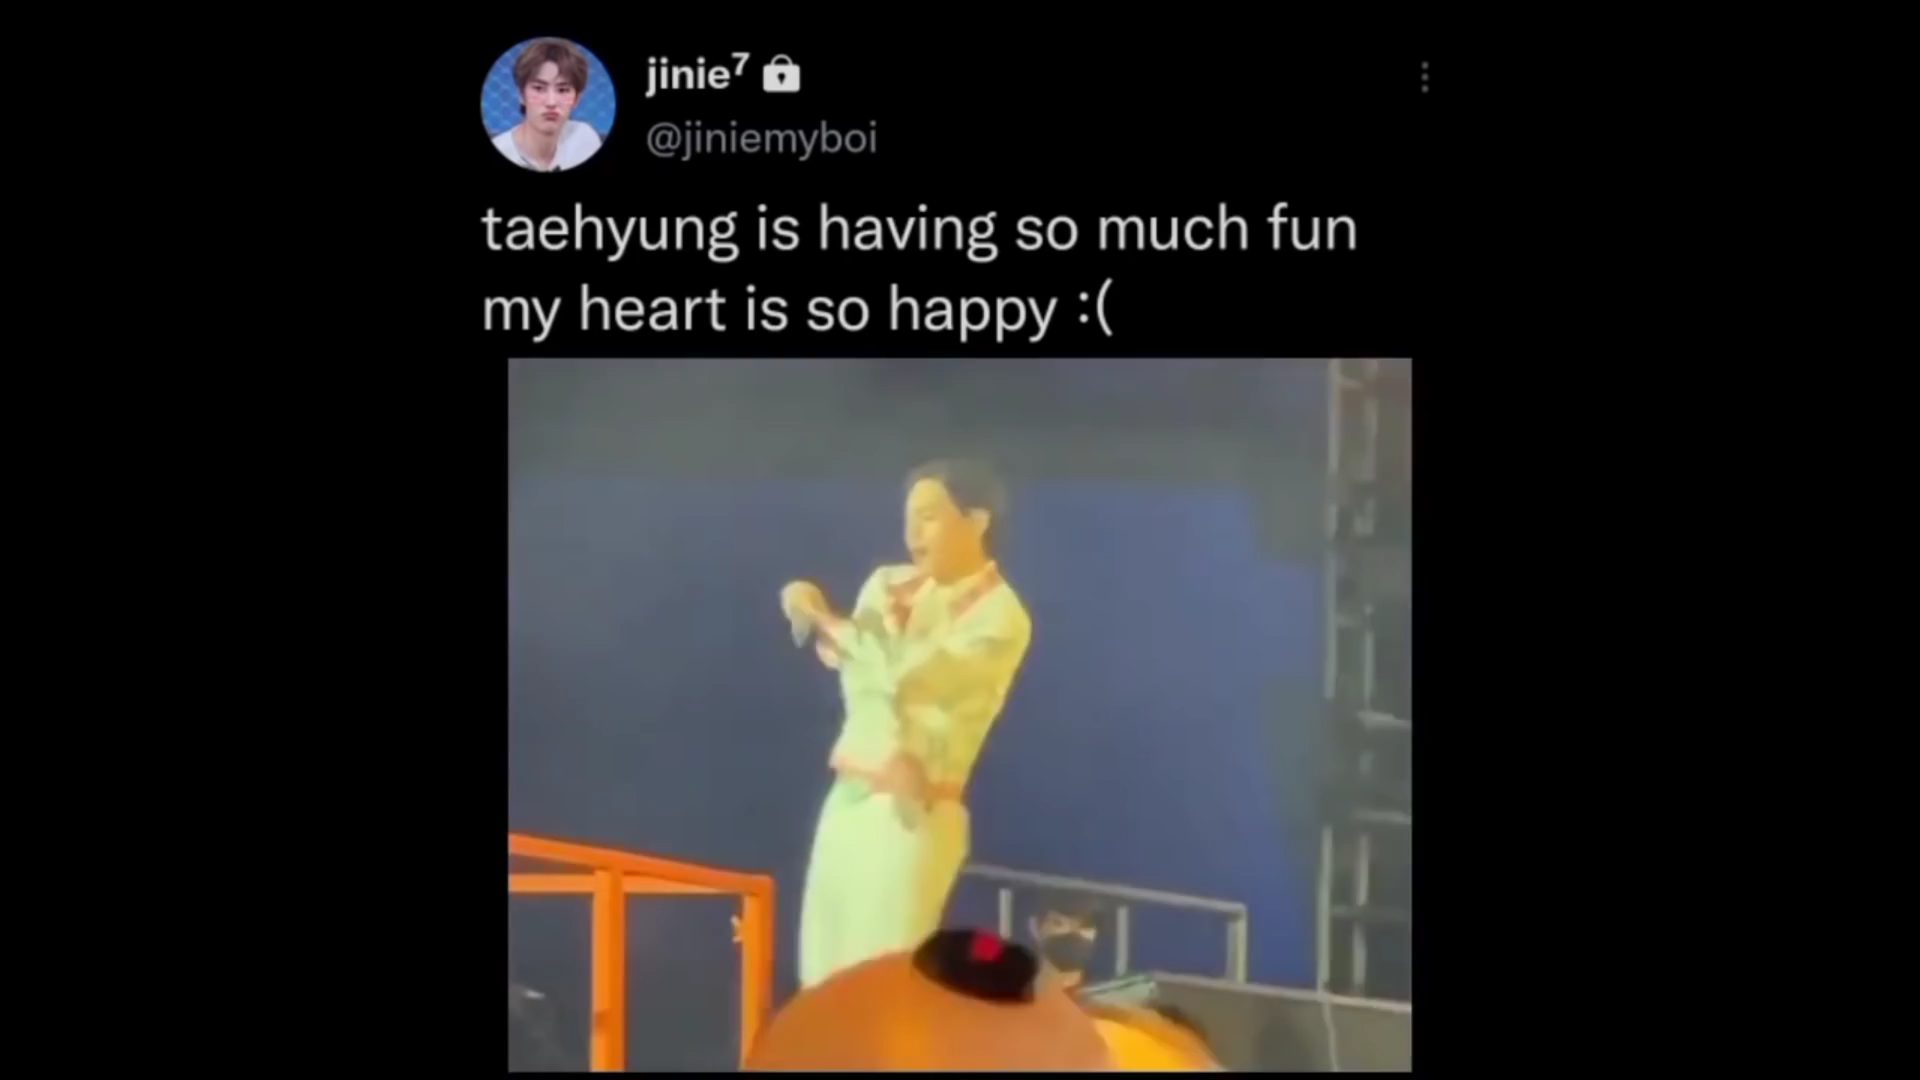 jinie⁷
@jiniemyboi
taehyung is having so much fun
my heart is so happy :(